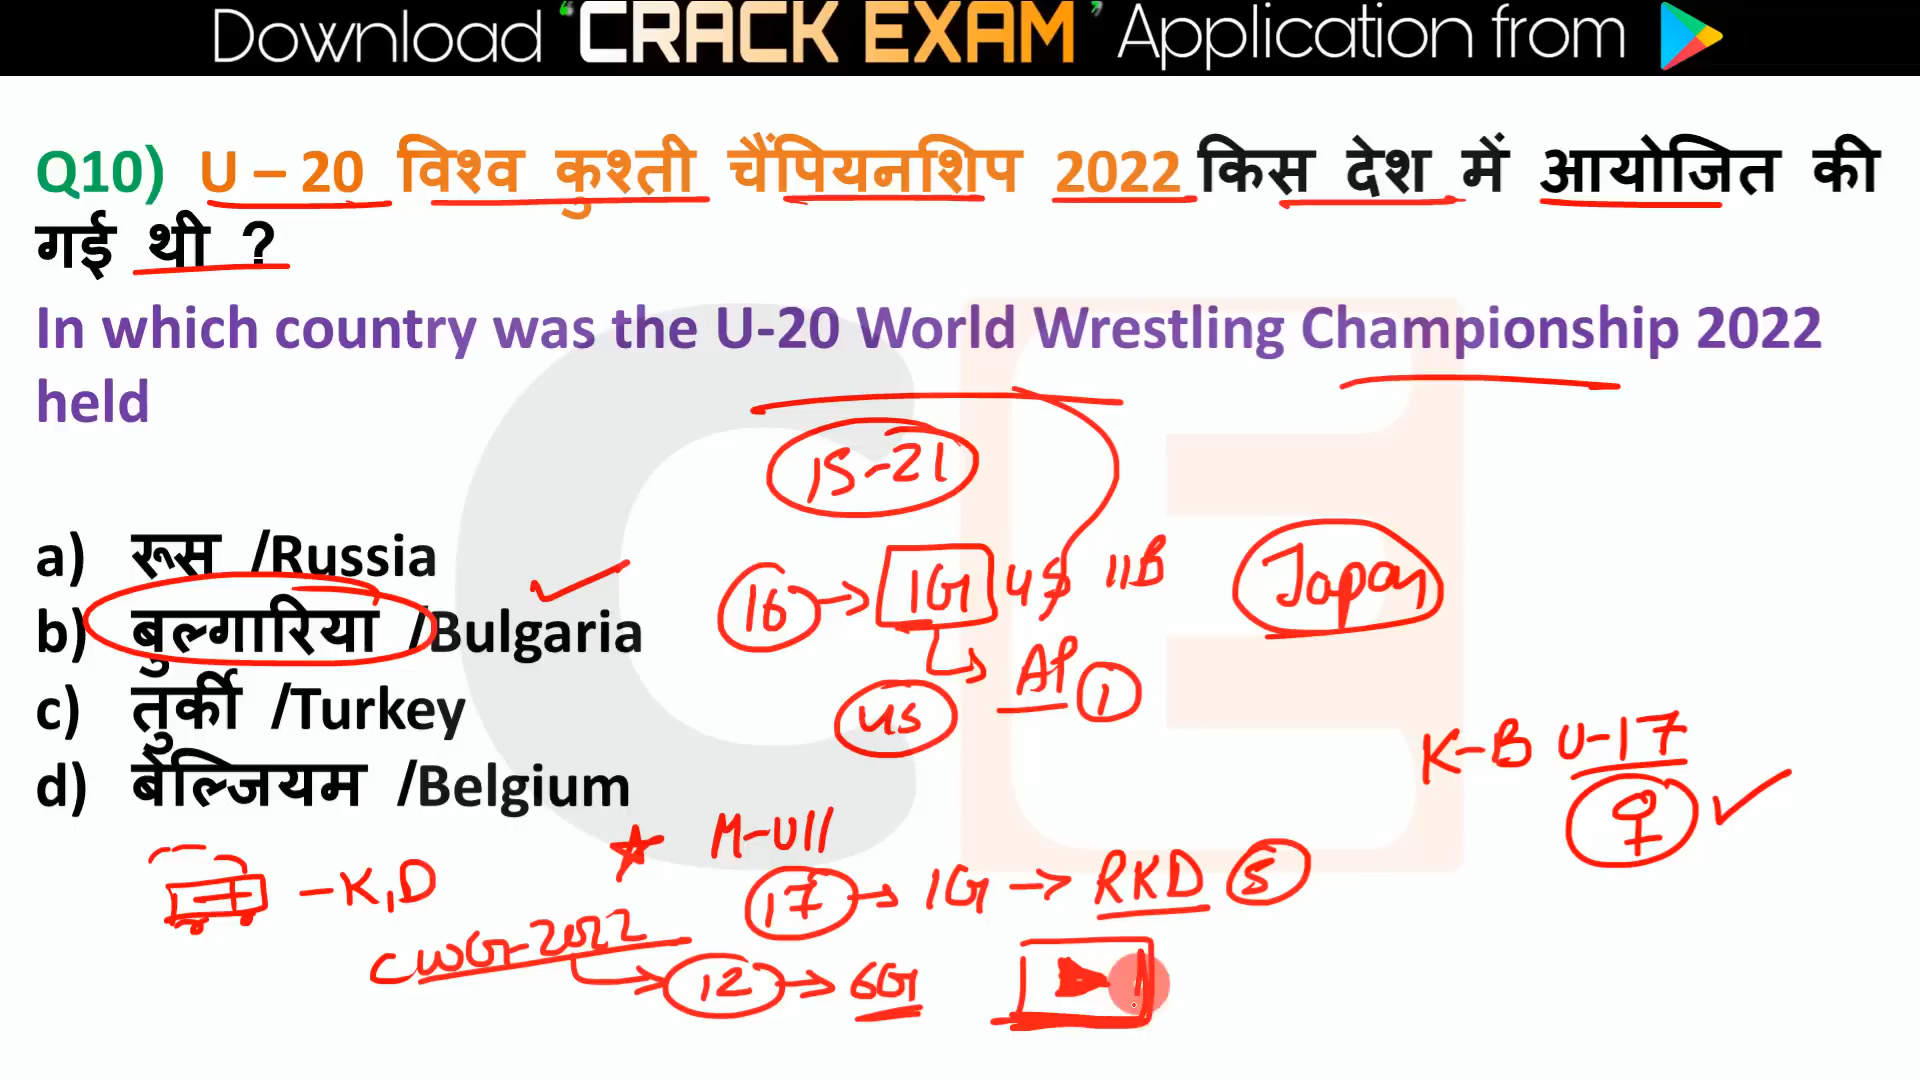 Download "CRACK EXAM" Application from
Q10) U – 20 विश्व कुश्ती चैंपियनशिप 2022 किस देश में आयोजित की
गई थी ?
In which country was the U-20 World Wrestling Championship 2022
held
15-21
a) रूस /Russia
16 → 1G 4S 11B
Japan
b) बुल्गारिया /Bulgaria
AP 1
c) तुर्की /Turkey
US
K-B U-17
d) बेल्जियम /Belgium
M-U11
-K,D
17 → 1G → RKD 5
CWG-2022
12 → 6G